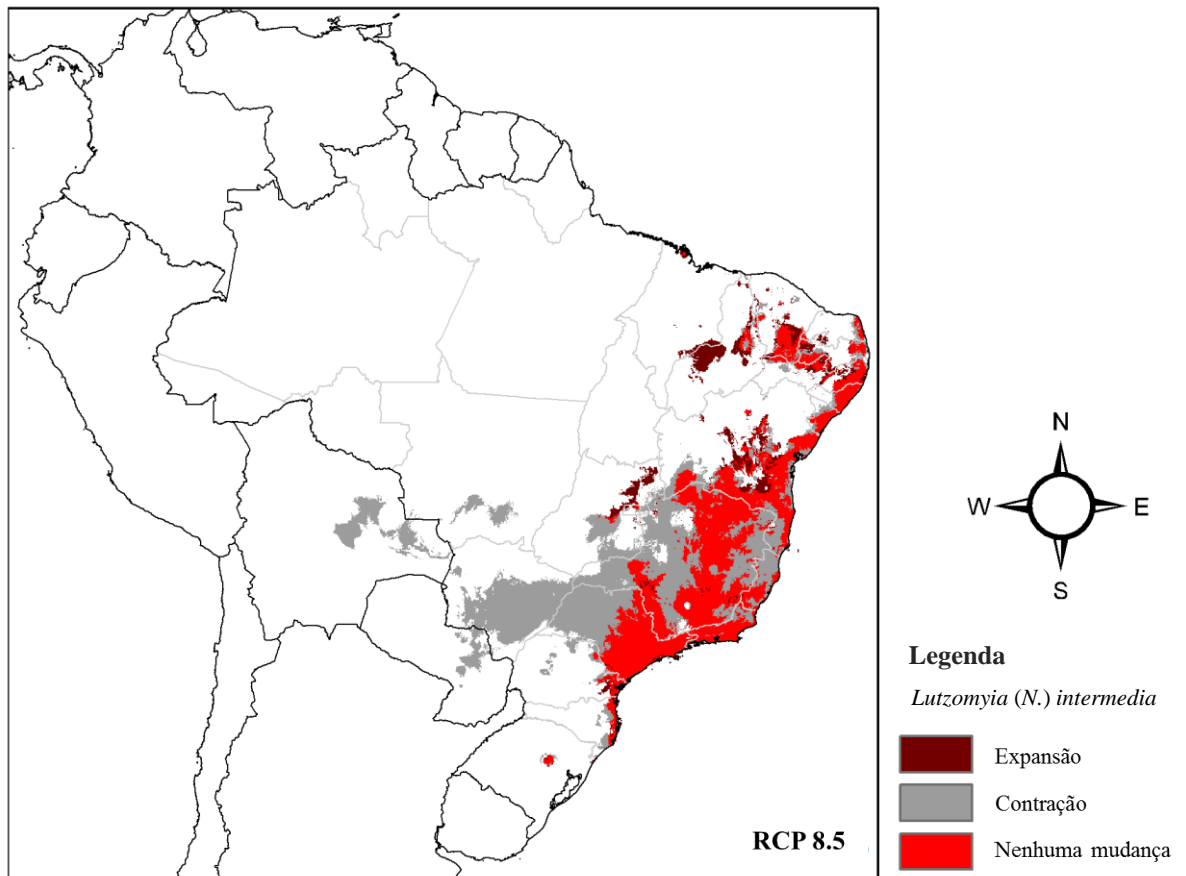 N
W
E
S
Legenda
Lutzomyia (N.) intermedia
Expansão
Contração
Nenhuma mudança
RCP 8.5